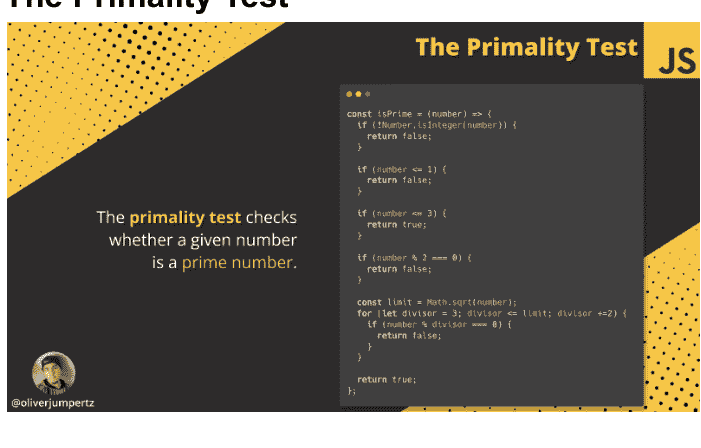 The Primality Test
The Primality Test
JS
const isPrime = (number) => {
if (!Number.isInteger(number)) {
return false;
}
if (number <= 1) {
return false;
}
if (number <= 3) {
return true;
}
if (number % 2 === 0) {
return false;
}
const limit = Math.sqrt(number);
for (let divisor = 3; divisor <= limit; divisor +=2) {
if (number % divisor === 0) {
return false;
}
}
return true;
};
The primality test checks
whether a given number
is a prime number.
@oliverjumpertz